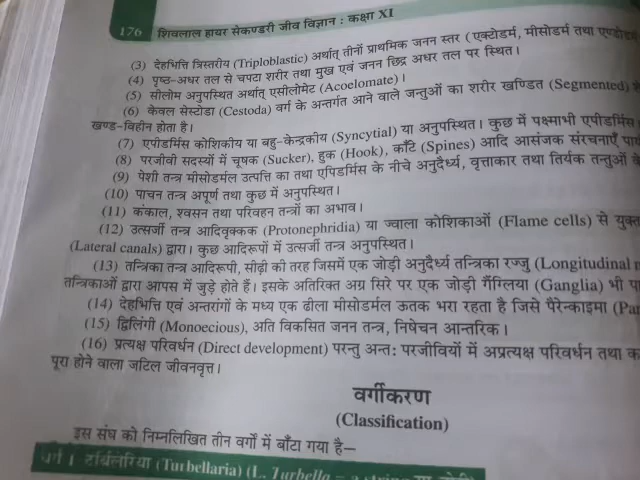 176 शिवलाल हायर सेकण्डरी जीव विज्ञान : कक्षा XI
(3) देहभित्ति त्रिस्तरीय (Triploblastic) अर्थात् तीनों प्राथमिक जनन स्तर (एक्टोडर्म, मीसोडर्म तथा एण्डोडर्म
(4) पृष्ठ-अधर तल से चपटा शरीर तथा मुख एवं जनन छिद्र अधर तल पर स्थित।
(5) सीलोम अनुपस्थित अर्थात् एसीलोमेट (Acoelomate)।
(6) केवल सेस्टोडा (Cestoda) वर्ग के अन्तर्गत आने वाले जन्तुओं का शरीर खण्डित (Segmented)
खण्ड-विहीन होता है।
(7) एपीडर्मिस कोशिकीय या बहु-केन्द्रकीय (Syncytial) या अनुपस्थित। कुछ में पक्ष्माभी एपीडर्मिस
(8) परजीवी सदस्यों में चूषक (Sucker), हुक (Hook), काँटे (Spines) आदि आसंजक संरचनाएँ
(9) पेशी तन्त्र मीसोडर्मल उत्पत्ति का तथा एपिडर्मिस के नीचे अनुदैर्ध्य, वृत्ताकार तथा तिर्यक तन्तुओं
(10) पाचन तन्त्र अपूर्ण तथा कुछ में अनुपस्थित।
(11) कंकाल, श्वसन तथा परिवहन तन्त्रों का अभाव।
(12) उत्सर्जी तन्त्र आदिवृक्कक (Protonephridia) या ज्वाला कोशिकाओं (Flame cells) से युक्त
(Lateral canals) द्वारा। कुछ आदिरूपों में उत्सर्जी तन्त्र अनुपस्थित।
(13) तन्त्रिका तन्त्र आदिरूपी, सीढ़ी की तरह जिसमें एक जोड़ी अनुदैर्ध्य तन्त्रिका रज्जु (Longitudinal
तन्त्रिकाओं द्वारा आपस में जुड़े होते हैं। इसके अतिरिक्त अग्र सिरे पर एक जोड़ी गैंग्लिया (Ganglia) भी
(14) देहभित्ति एवं अन्तरांगों के मध्य एक ढीला मीसोडर्मल ऊतक भरा रहता है जिसे पैरेन्काइमा
(15) द्विलिंगी (Monoecious), अति विकसित जनन तन्त्र, निषेचन आन्तरिक।
(16) प्रत्यक्ष परिवर्धन (Direct development) परन्तु अन्तः परजीवियों में अप्रत्यक्ष परिवर्धन तथा
पूरा होने वाला जटिल जीवनवृत्त।
वर्गीकरण
(Classification)
इस संघ को निम्नलिखित तीन वर्गों में बाँटा गया है—
वर्ग I. टर्बिलेरिया (Turbellaria) (L. Turbella